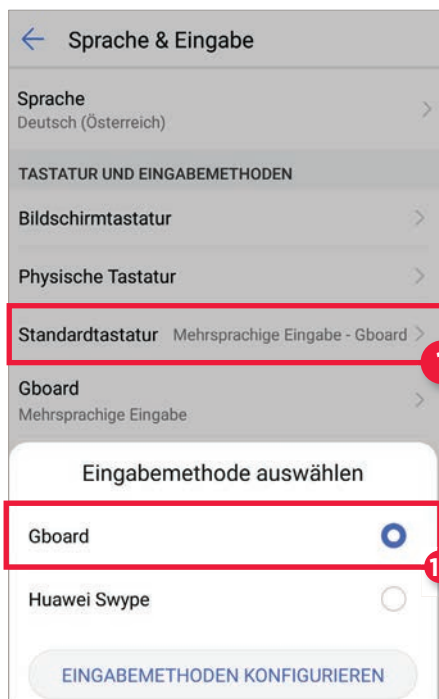 Sprache & Eingabe
Sprache
Deutsch (Österreich)
TASTATUR UND EINGABEMETHODEN
Bildschirmtastatur
Physische Tastatur
Standardtastatur Mehrsprachige Eingabe - Gboard
Gboard
Mehrsprachige Eingabe
Eingabemethode auswählen
Gboard
Huawei Swype
EINGABEMETHODEN KONFIGURIEREN